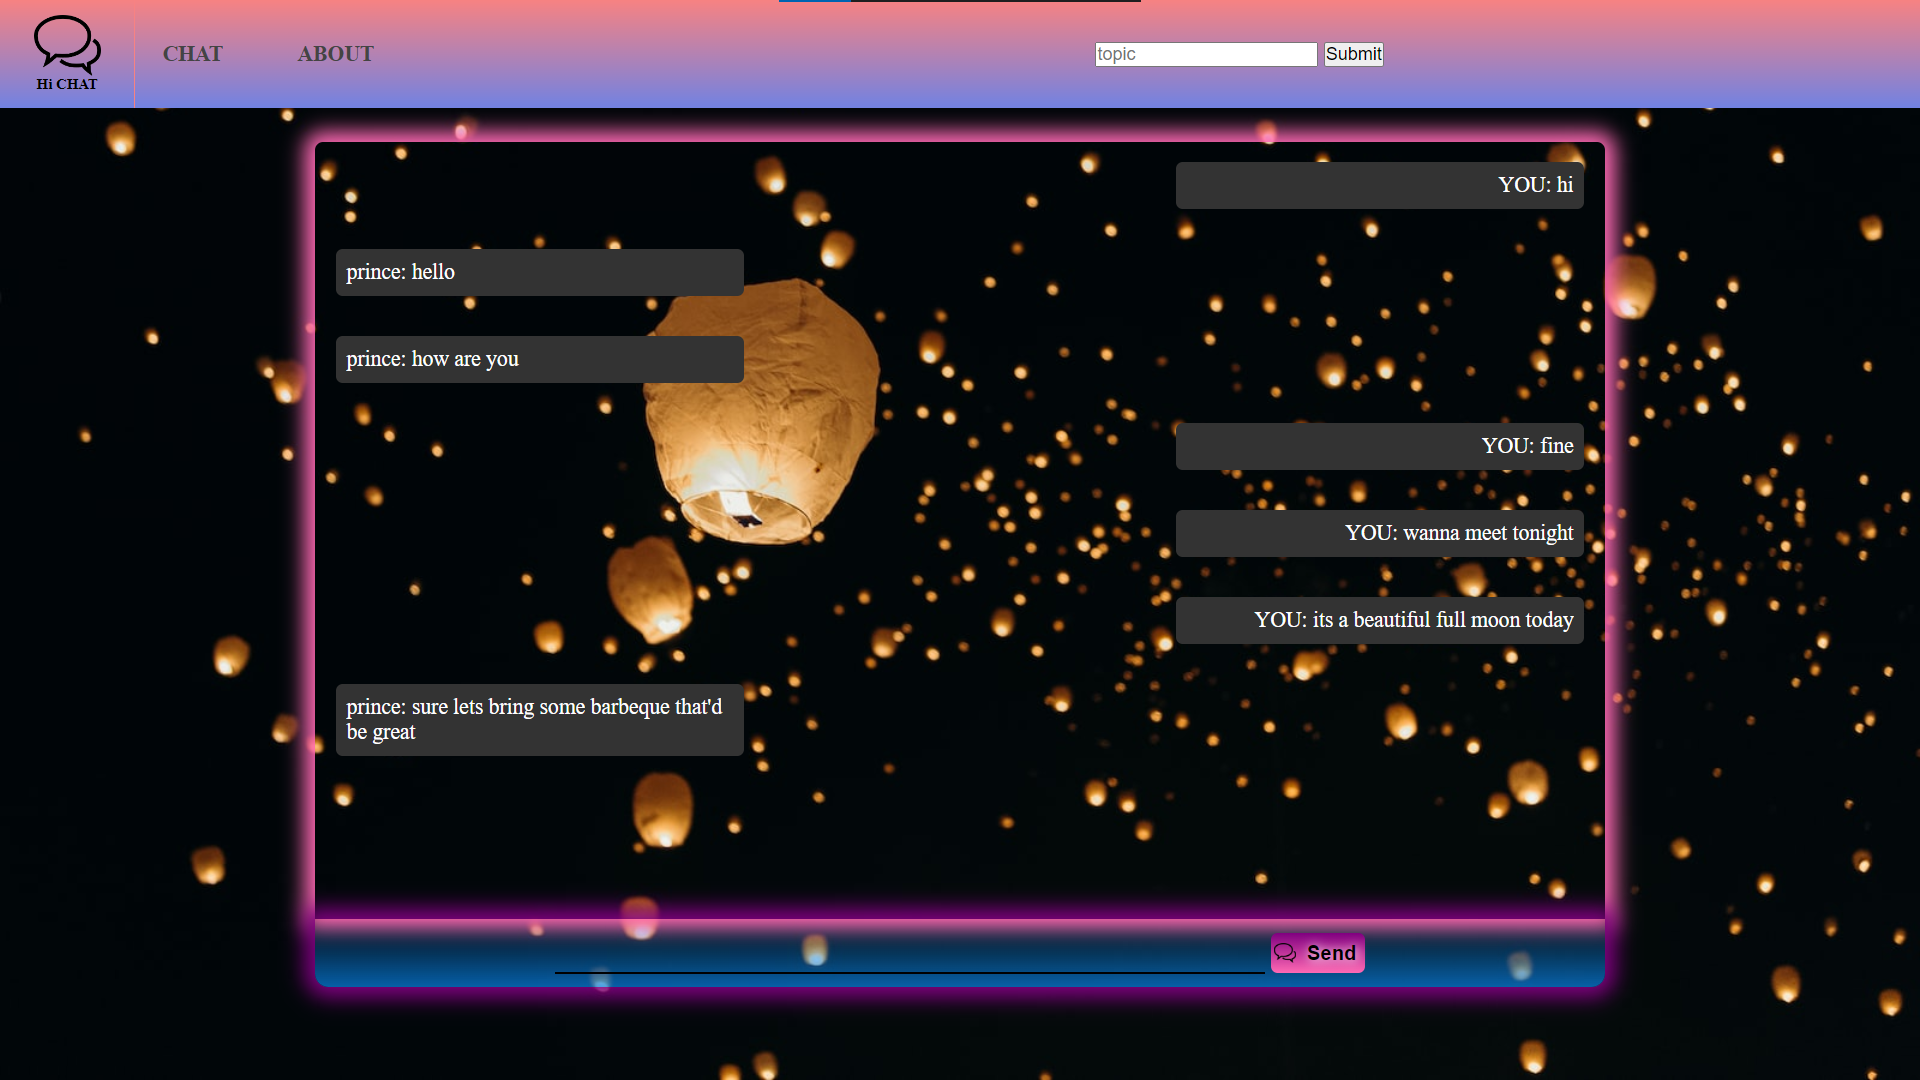 Hi CHAT
CHAT
ABOUT
topic
Submit
YOU: hi
prince: hello
prince: how are you
YOU: fine
YOU: wanna meet tonight
YOU: its a beautiful full moon today
prince: sure lets bring some barbeque that'd
be great
Send